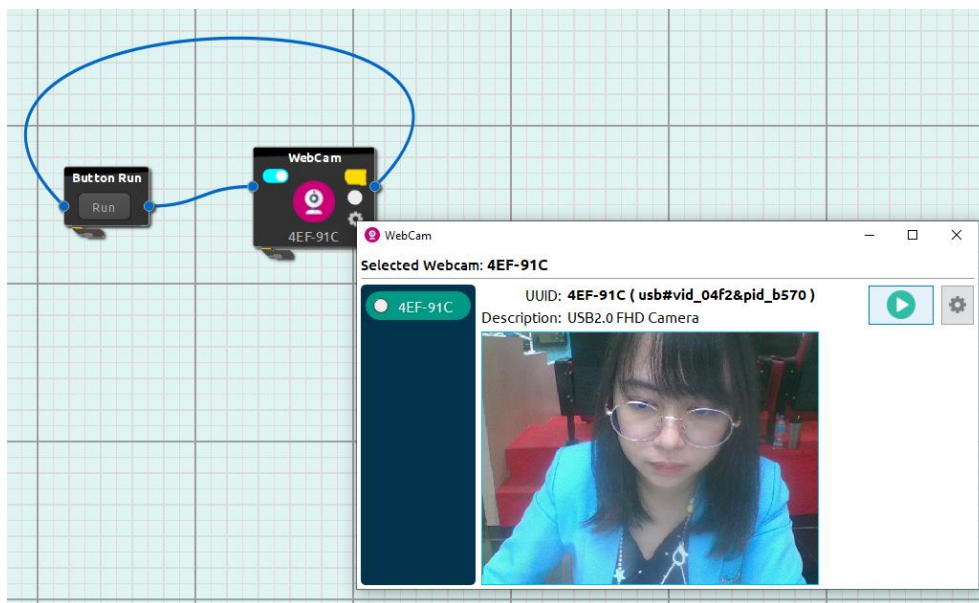 WebCam
Button Run
Run
4EF-91C
WebCam
Selected Webcam: 4EF-91C
4EF-91C
UUID: 4EF-91C ( usb#vid_04f2&pid_b570 )
Description: USB2.0 FHD Camera